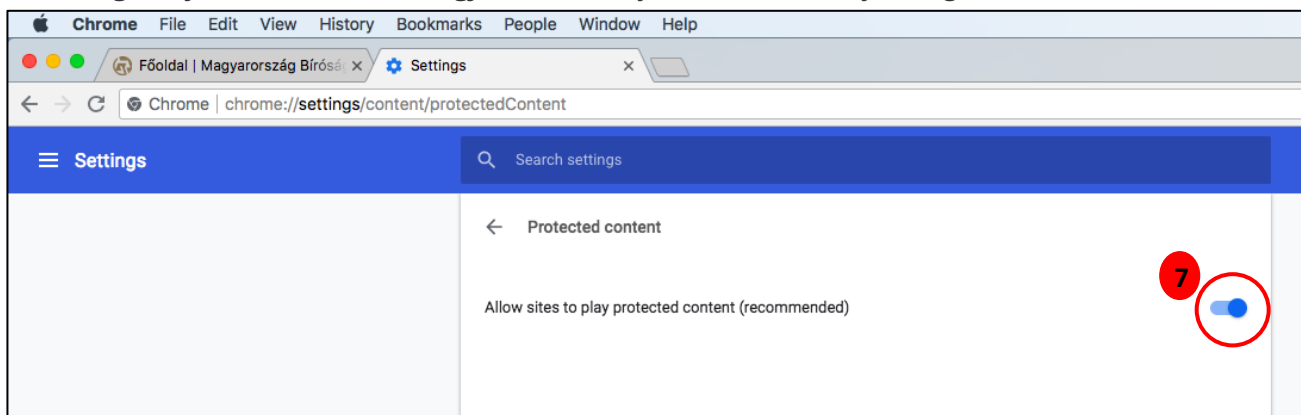 Chrome File Edit View History Bookmarks People Window Help
Főoldal | Magyarország Bírósá
Settings
Chrome | chrome://settings/content/protectedContent
Settings
Search settings
Protected content
7
Allow sites to play protected content (recommended)